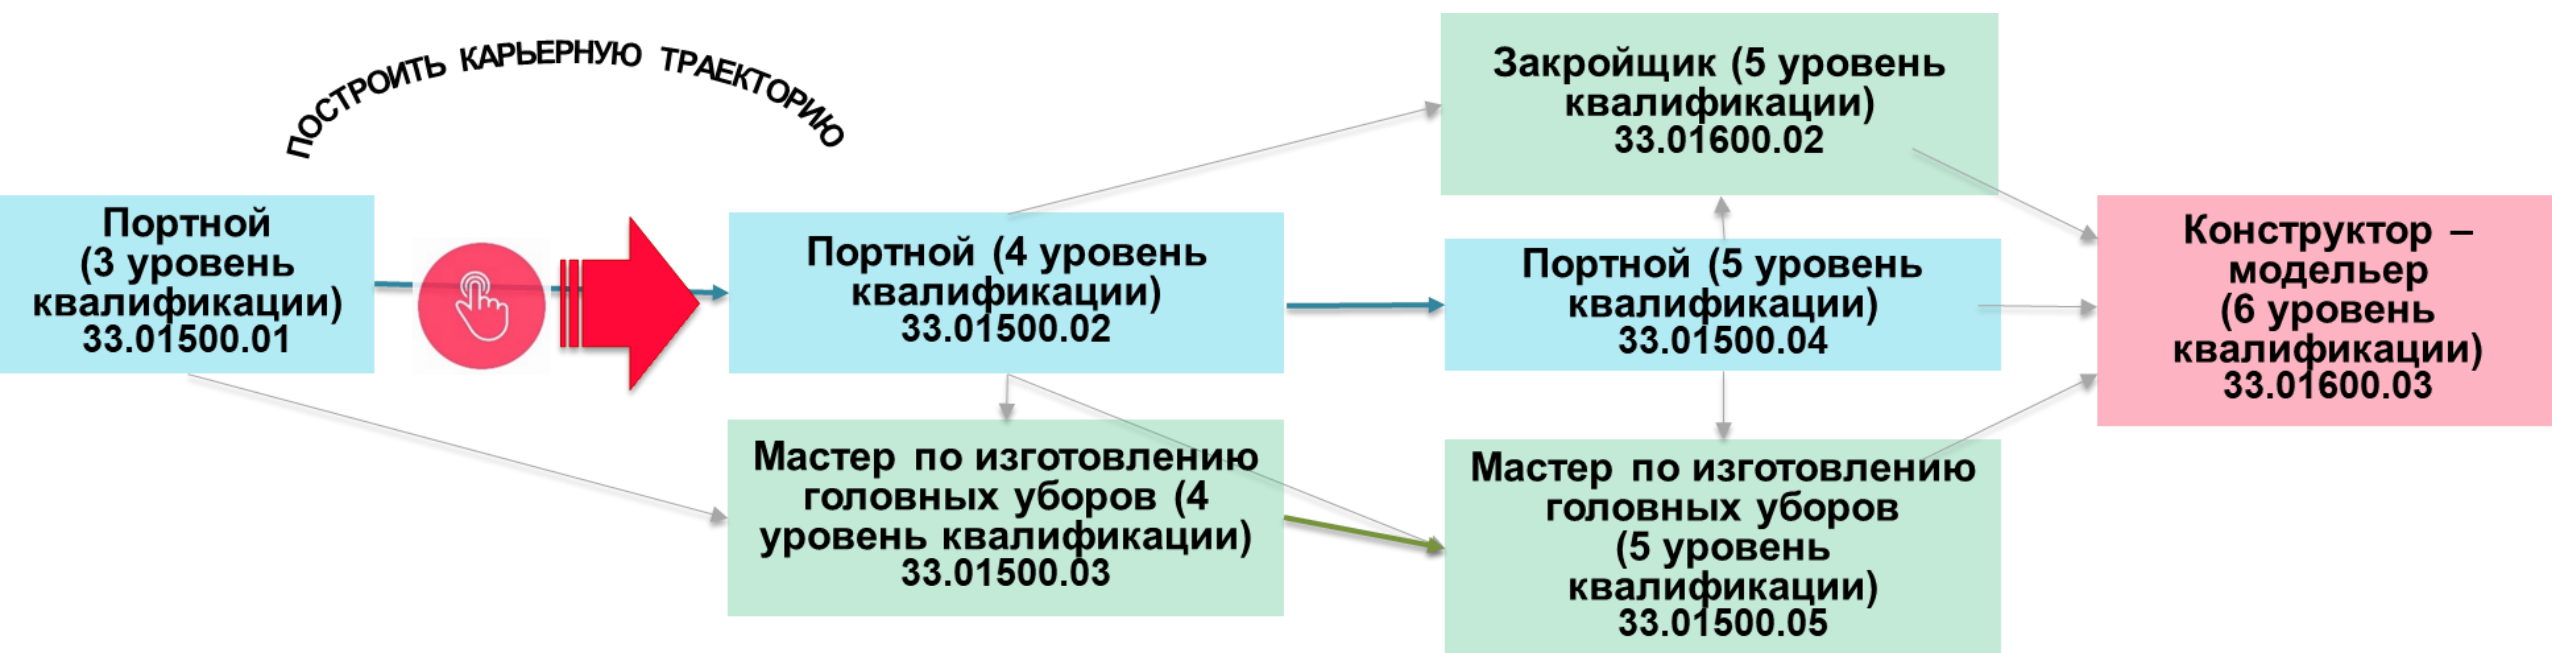 ПОСТРОИТЬ КАРЬЕРНУЮ ТРАЕКТОРИЮ
Портной
(3 уровень
квалификации)
33.01500.01
Портной (4 уровень
квалификации)
33.01500.02
Мастер по изготовлению
головных уборов (4
уровень квалификации)
33.01500.03
Закройщик (5 уровень
квалификации)
33.01600.02
Портной (5 уровень
квалификации)
33.01500.04
Мастер по изготовлению
головных уборов
(5 уровень
квалификации)
33.01500.05
Конструктор –
модельер
(6 уровень
квалификации)
33.01600.03